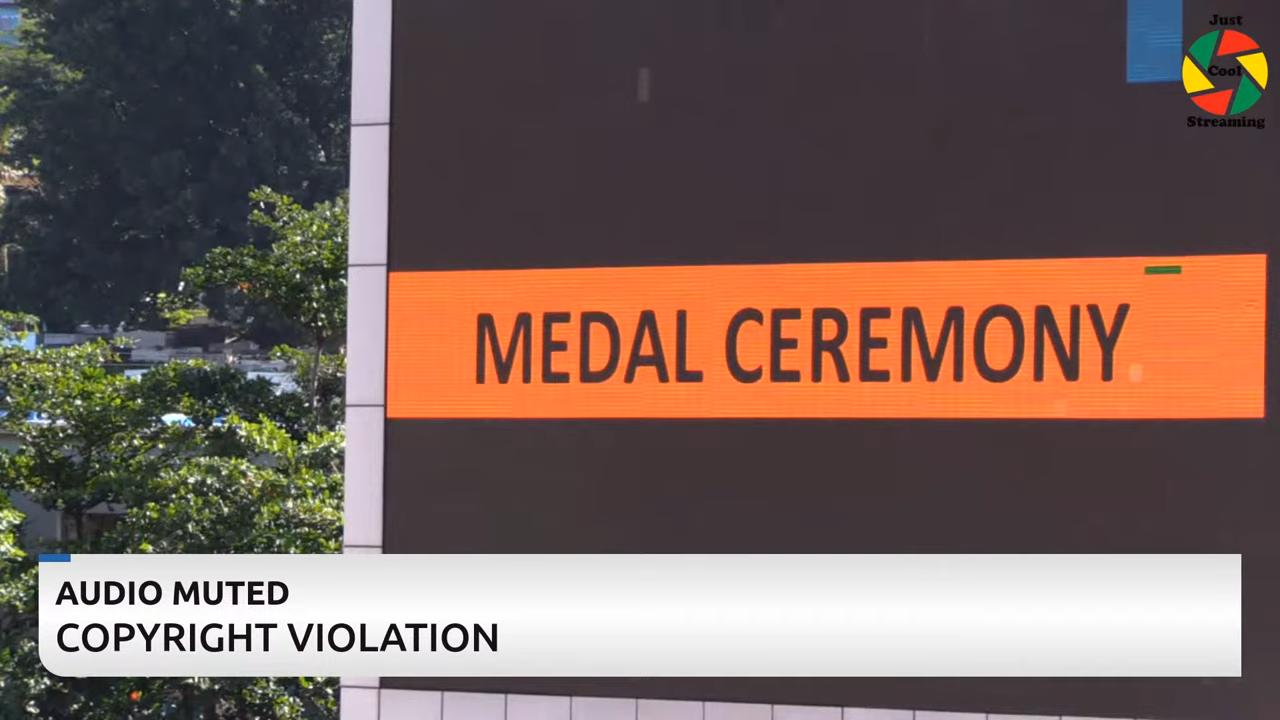 Just
Cool
Streaming
MEDAL CEREMONY
AUDIO MUTED
COPYRIGHT VIOLATION